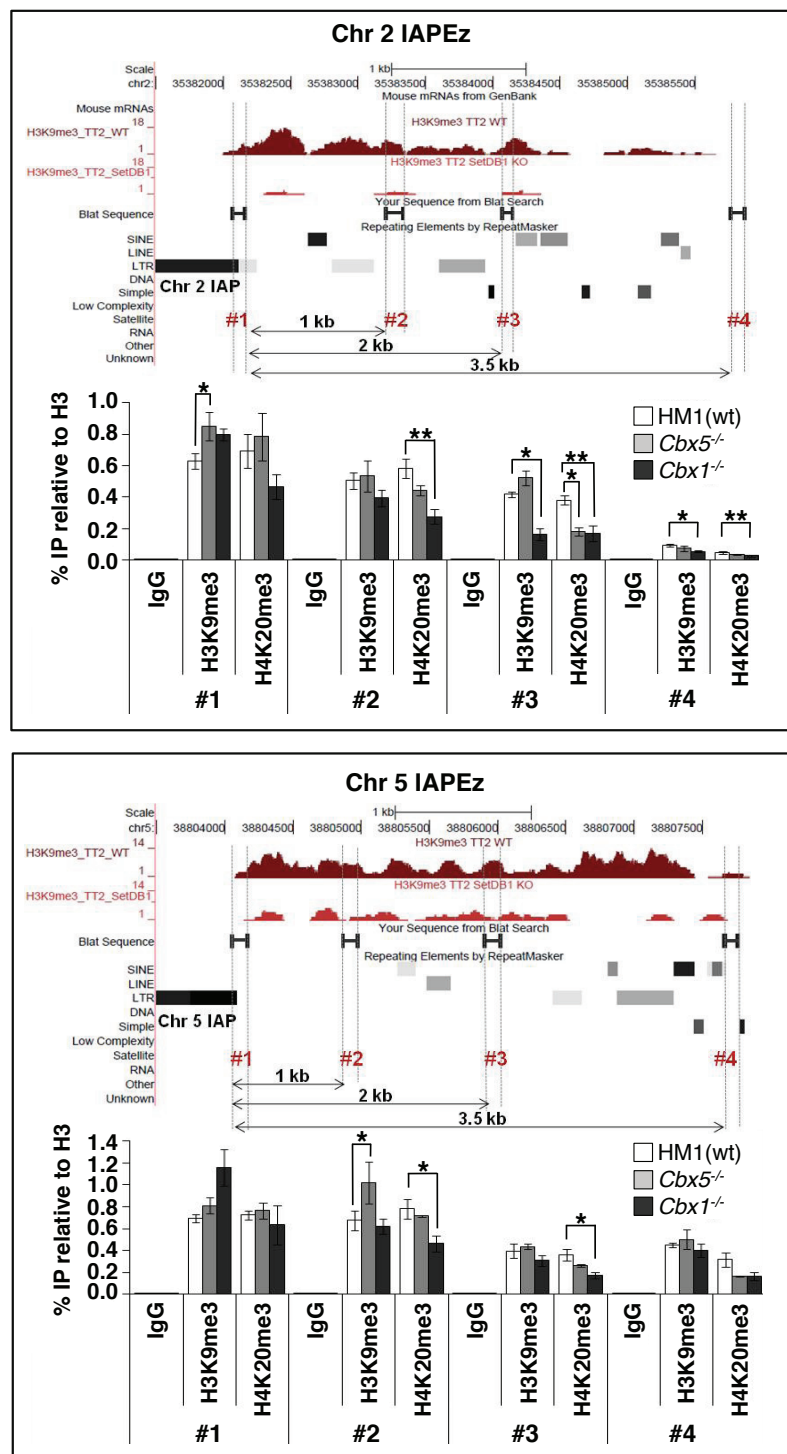 Chr 2 IAPEz
Scale 1 kb
chr2: 35382000 35382500 35383000 35383500 35384000 35384500 35385000 35385500
Mouse mRNAs from GenBank
Mouse mRNAs
18 H3K9me3 TT2 WT
H3K9me3_TT2_WT
1
18 H3K9me3 TT2 SetDB1 KO
H3K9me3_TT2_SetDB1
1
Your Sequence from Blat Search
Blat Sequence
Repeating Elements by RepeatMasker
SINE
LINE
LTR
DNA
Chr 2 IAP
Simple
Low Complexity
Satellite
#1 #2 #3 #4
RNA
1 kb
Other
2 kb
Unknown
3.5 kb
% IP relative to H3
1.0
0.8
0.6
0.4
0.2
0.0
* ** * ** * * **
HM1(wt)
Cbx5-/-
Cbx1-/-
IgG H3K9me3 H4K20me3 IgG H3K9me3 H4K20me3 IgG H3K9me3 H4K20me3 IgG H3K9me3 H4K20me3
#1 #2 #3 #4
Chr 5 IAPEz
Scale 1 kb
chr5: 38804000 38804500 38805000 38805500 38806000 38806500 38807000 38807500
14 H3K9me3 TT2 WT
H3K9me3_TT2_WT
1
14 H3K9me3 TT2 SetDB1 KO
H3K9me3_TT2_SetDB1
1
Your Sequence from Blat Search
Blat Sequence
Repeating Elements by RepeatMasker
SINE
LINE
LTR
DNA
Chr 5 IAP
Simple
Low Complexity
Satellite
#1 #2 #3 #4
RNA
1 kb
Other
2 kb
Unknown
3.5 kb
% IP relative to H3
1.4
1.2
1.0
0.8
0.6
0.4
0.2
0.0
* * *
HM1(wt)
Cbx5-/-
Cbx1-/-
IgG H3K9me3 H4K20me3 IgG H3K9me3 H4K20me3 IgG H3K9me3 H4K20me3 IgG H3K9me3 H4K20me3
#1 #2 #3 #4